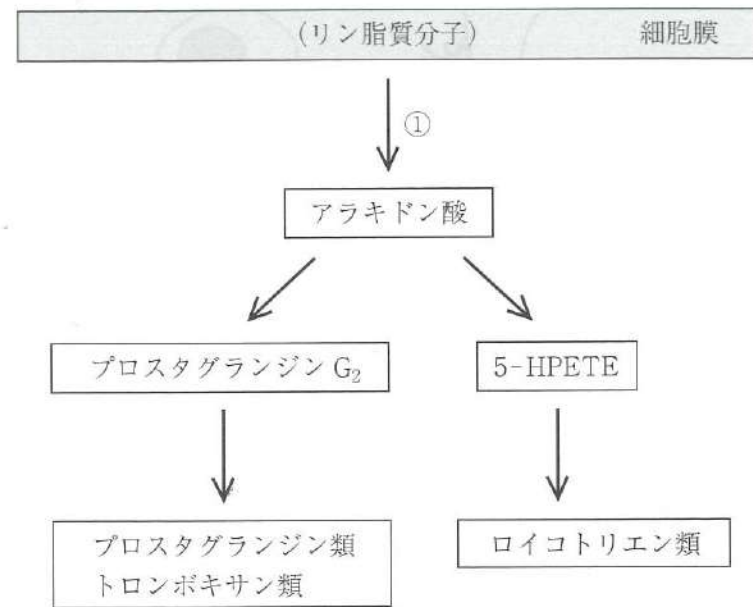 (リン脂質分子) 細胞膜
①
アラキドン酸
プロスタグランジン G₂
5-HPETE
プロスタグランジン類
トロンボキサン類
ロイコトリエン類